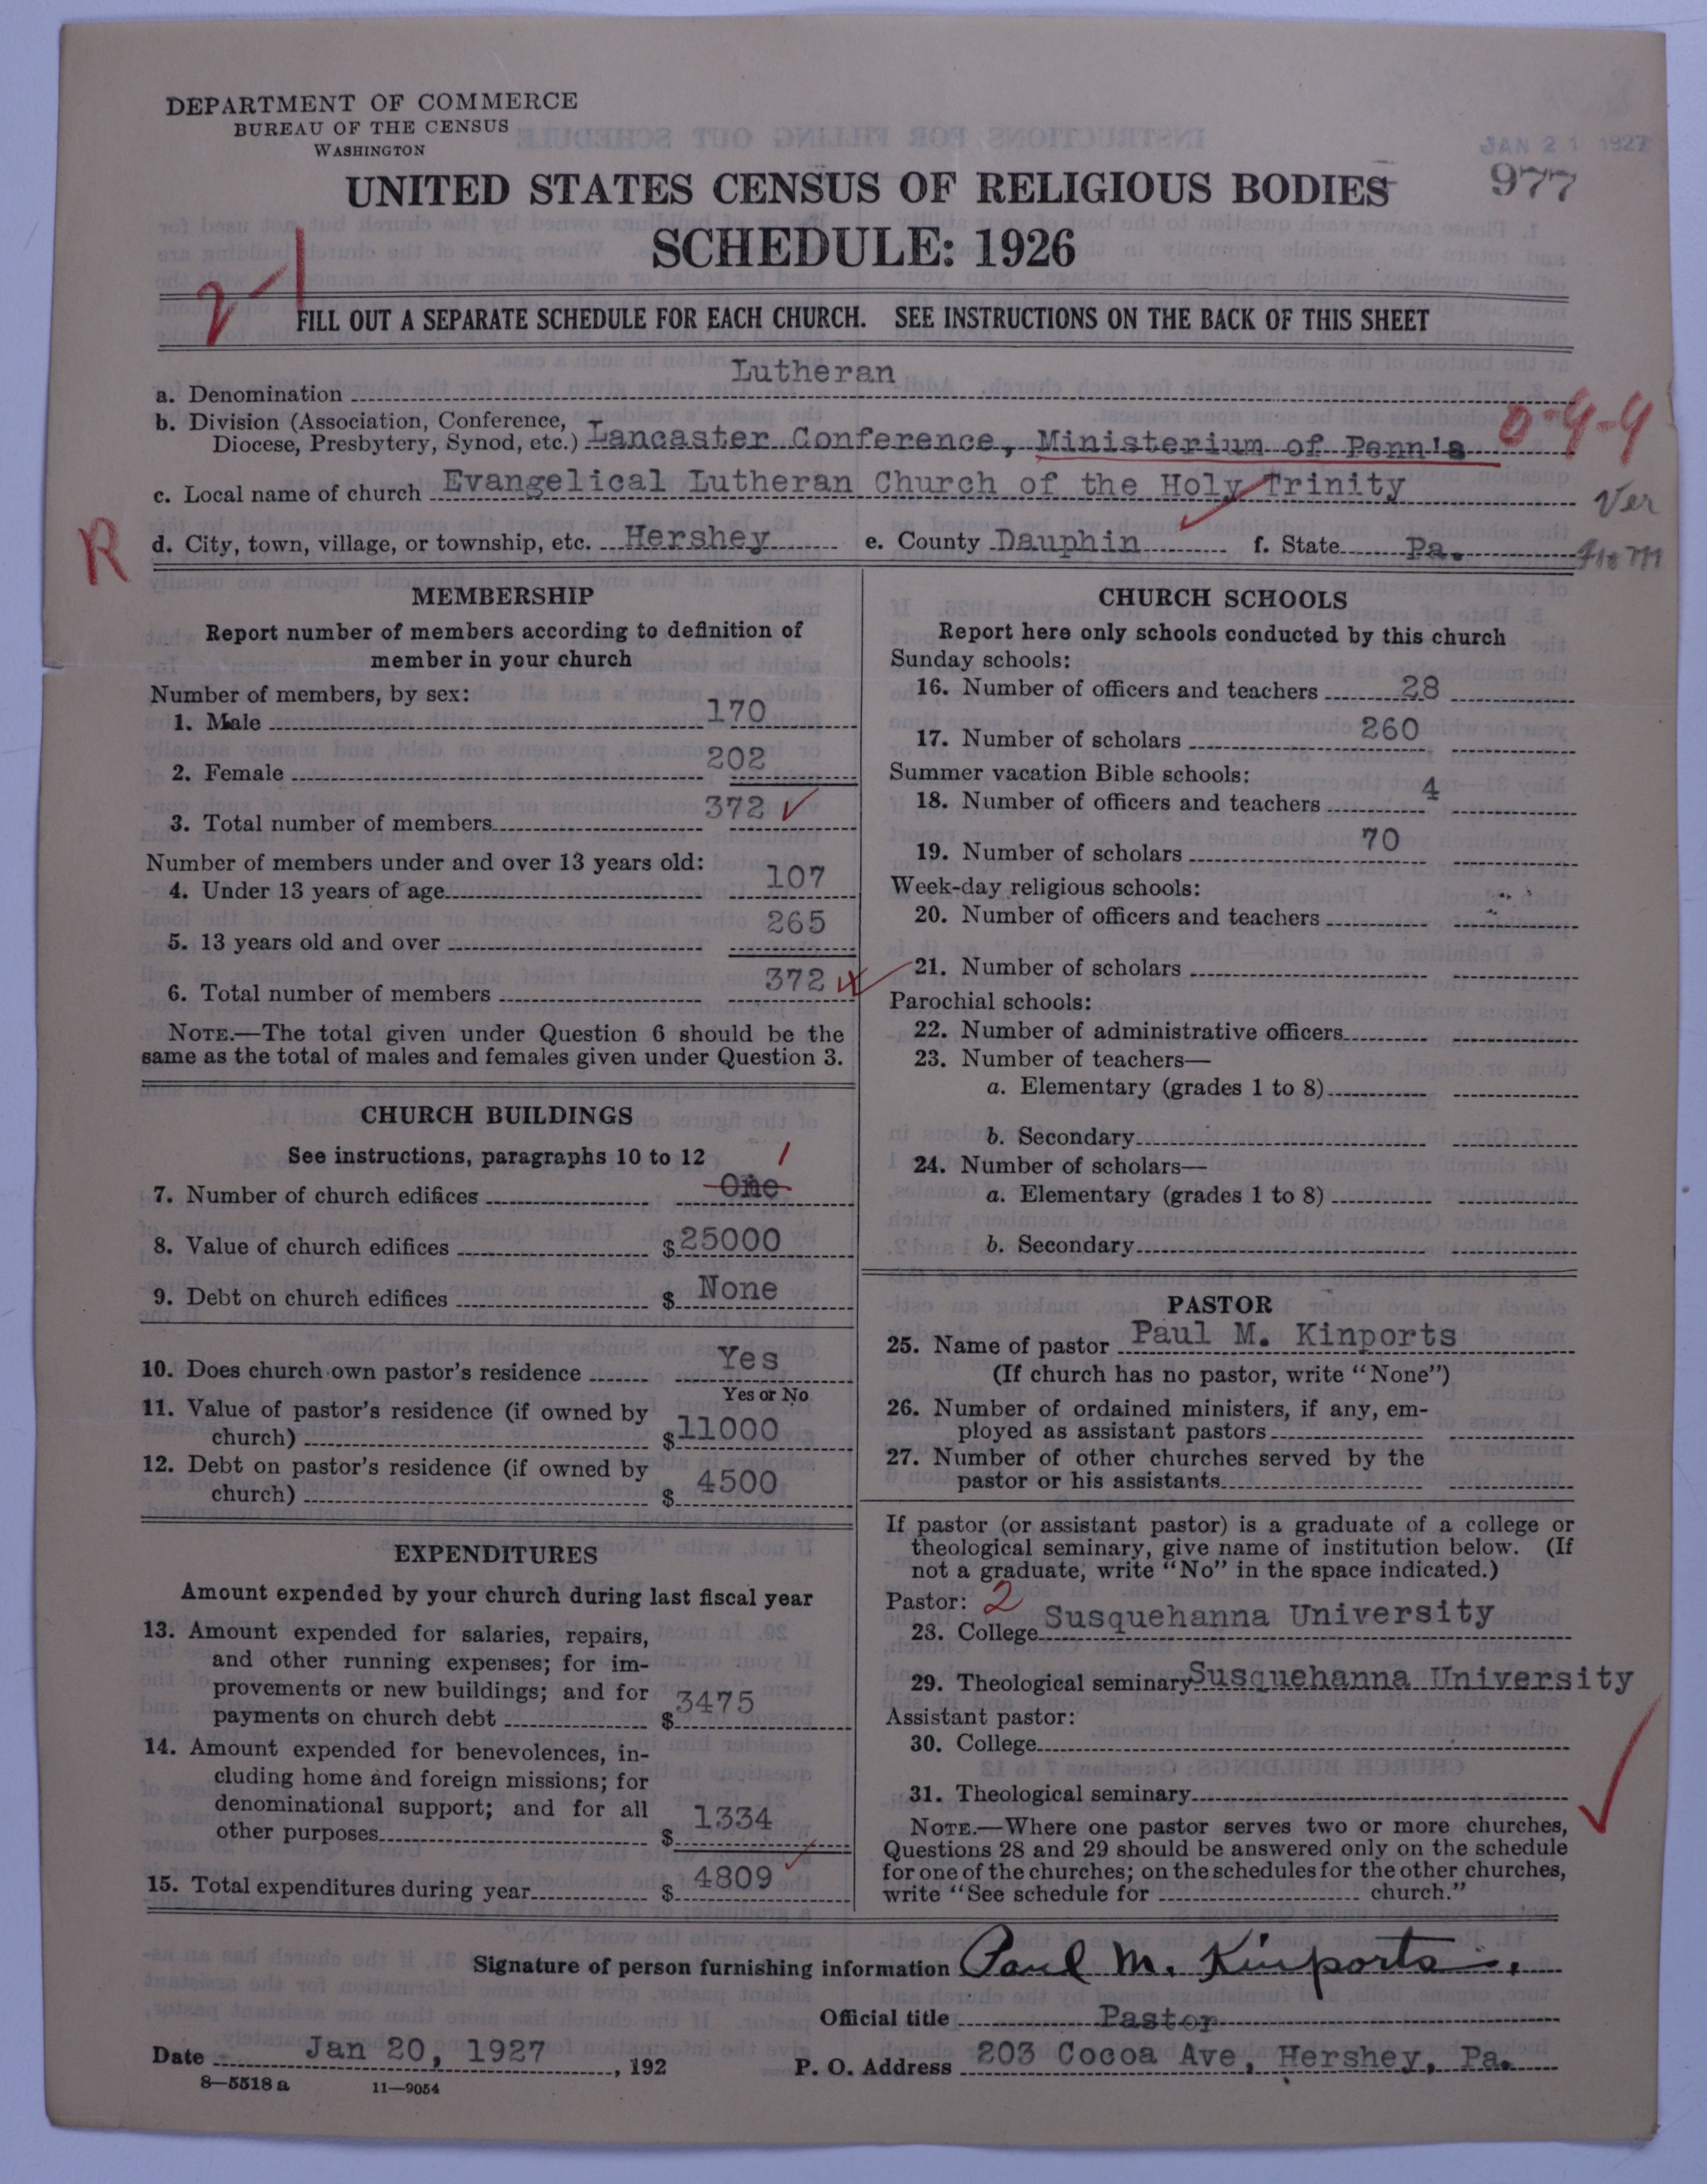 DEPARTMENT OF COMMERCE
BUREAU OF THE CENSUS
WASHINGTON
JAN 21 1927
977
UNITED STATES CENSUS OF RELIGIOUS BODIES
SCHEDULE: 1926
FILL OUT A SEPARATE SCHEDULE FOR EACH CHURCH. SEE INSTRUCTIONS ON THE BACK OF THIS SHEET
a. Denomination Lutheran
b. Division (Association, Conference,
Diocese, Presbytery, Synod, etc.) Lancaster Conference, Ministerium of Penn's 0-4-4
c. Local name of church Evangelical Lutheran Church of the Holy Trinity Ver
R d. City, town, village, or township, etc. Hershey e. County Dauphin f. State Pa.
MEMBERSHIP
Report number of members according to definition of
member in your church
Number of members, by sex:
1. Male 170
2. Female 202
3. Total number of members 372 ✓
Number of members under and over 13 years old:
4. Under 13 years of age 107
5. 13 years old and over 265
6. Total number of members 372
NOTE.—The total given under Question 6 should be the
same as the total of males and females given under Question 3.
CHURCH BUILDINGS
See instructions, paragraphs 10 to 12 1
7. Number of church edifices One
8. Value of church edifices $ 25000
9. Debt on church edifices $ None
10. Does church own pastor's residence Yes
Yes or No
11. Value of pastor's residence (if owned by
church) $ 11000
12. Debt on pastor's residence (if owned by
church) $ 4500
EXPENDITURES
Amount expended by your church during last fiscal year
13. Amount expended for salaries, repairs,
and other running expenses; for im-
provements or new buildings; and for
payments on church debt $ 3475
14. Amount expended for benevolences, in-
cluding home and foreign missions; for
denominational support; and for all
other purposes $ 1334
15. Total expenditures during year $ 4809
CHURCH SCHOOLS
Report here only schools conducted by this church
Sunday schools:
16. Number of officers and teachers 28
17. Number of scholars 260
Summer vacation Bible schools:
18. Number of officers and teachers 4
19. Number of scholars 70
Week-day religious schools:
20. Number of officers and teachers
21. Number of scholars
Parochial schools:
22. Number of administrative officers
23. Number of teachers—
a. Elementary (grades 1 to 8)
b. Secondary
24. Number of scholars—
a. Elementary (grades 1 to 8)
b. Secondary
PASTOR
25. Name of pastor Paul M. Kinports
(If church has no pastor, write "None")
26. Number of ordained ministers, if any, em-
ployed as assistant pastors
27. Number of other churches served by the
pastor or his assistants
If pastor (or assistant pastor) is a graduate of a college or
theological seminary, give name of institution below. (If
not a graduate, write "No" in the space indicated.)
Pastor: 2
28. College Susquehanna University
29. Theological seminary Susquehanna University
Assistant pastor:
30. College
31. Theological seminary
NOTE.—Where one pastor serves two or more churches,
Questions 28 and 29 should be answered only on the schedule
for one of the churches; on the schedules for the other churches,
write "See schedule for church."
Signature of person furnishing information Paul M. Kinports.
Official title Pastor
Date Jan 20, 1927, 192 P. O. Address 203 Cocoa Ave, Hershey, Pa.
8—5518 a 11—9054